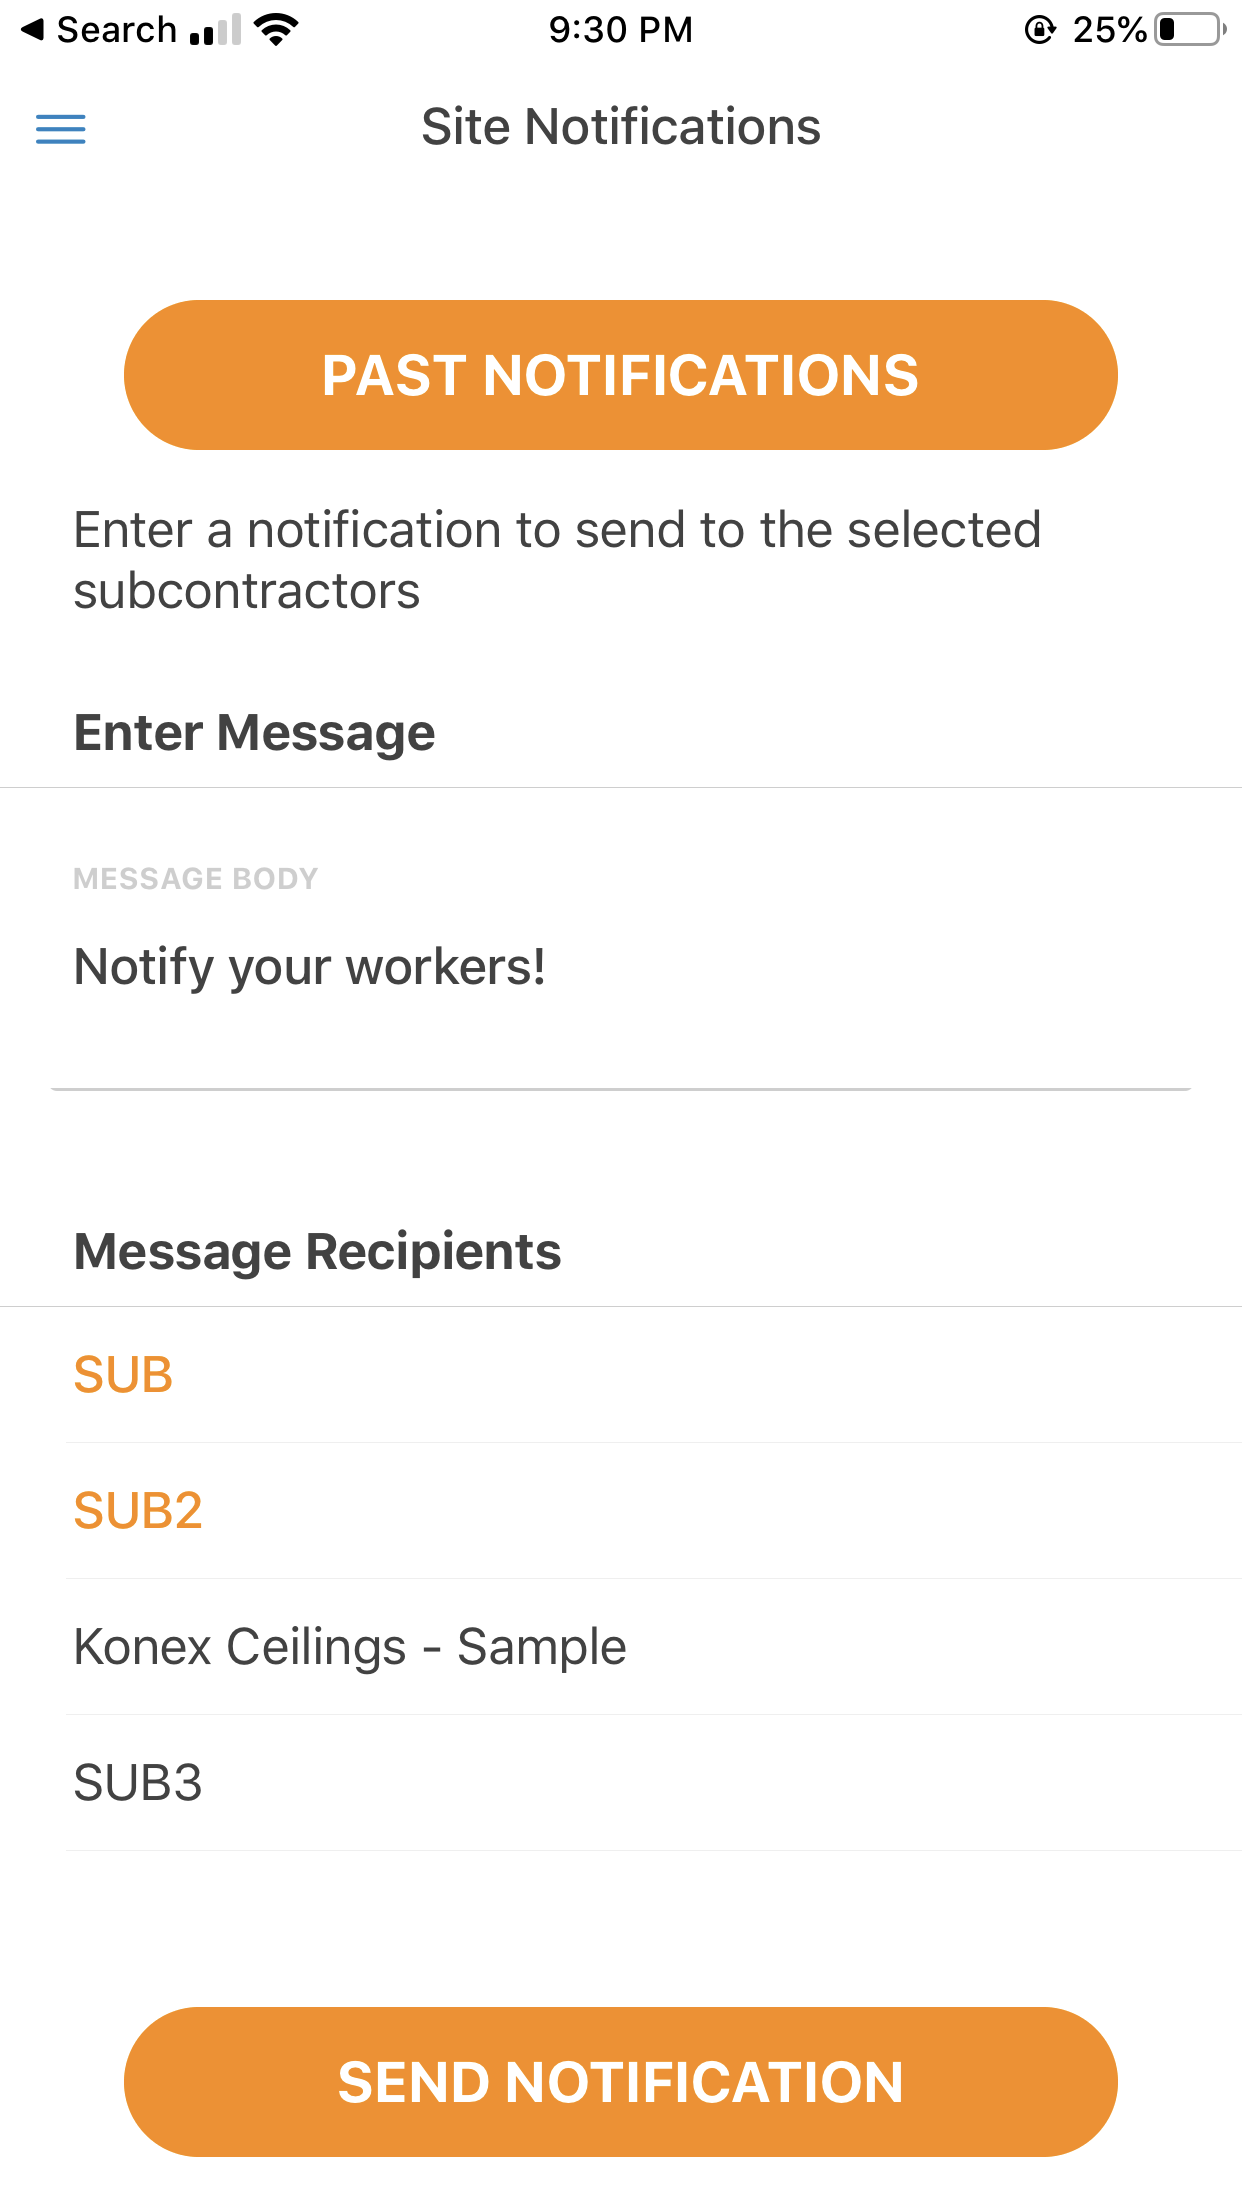 Search
9:30 PM
25%
Site Notifications
PAST NOTIFICATIONS
Enter a notification to send to the selected
subcontractors
Enter Message
MESSAGE BODY
Notify your workers!
Message Recipients
SUB
SUB2
Konex Ceilings - Sample
SUB3
SEND NOTIFICATION